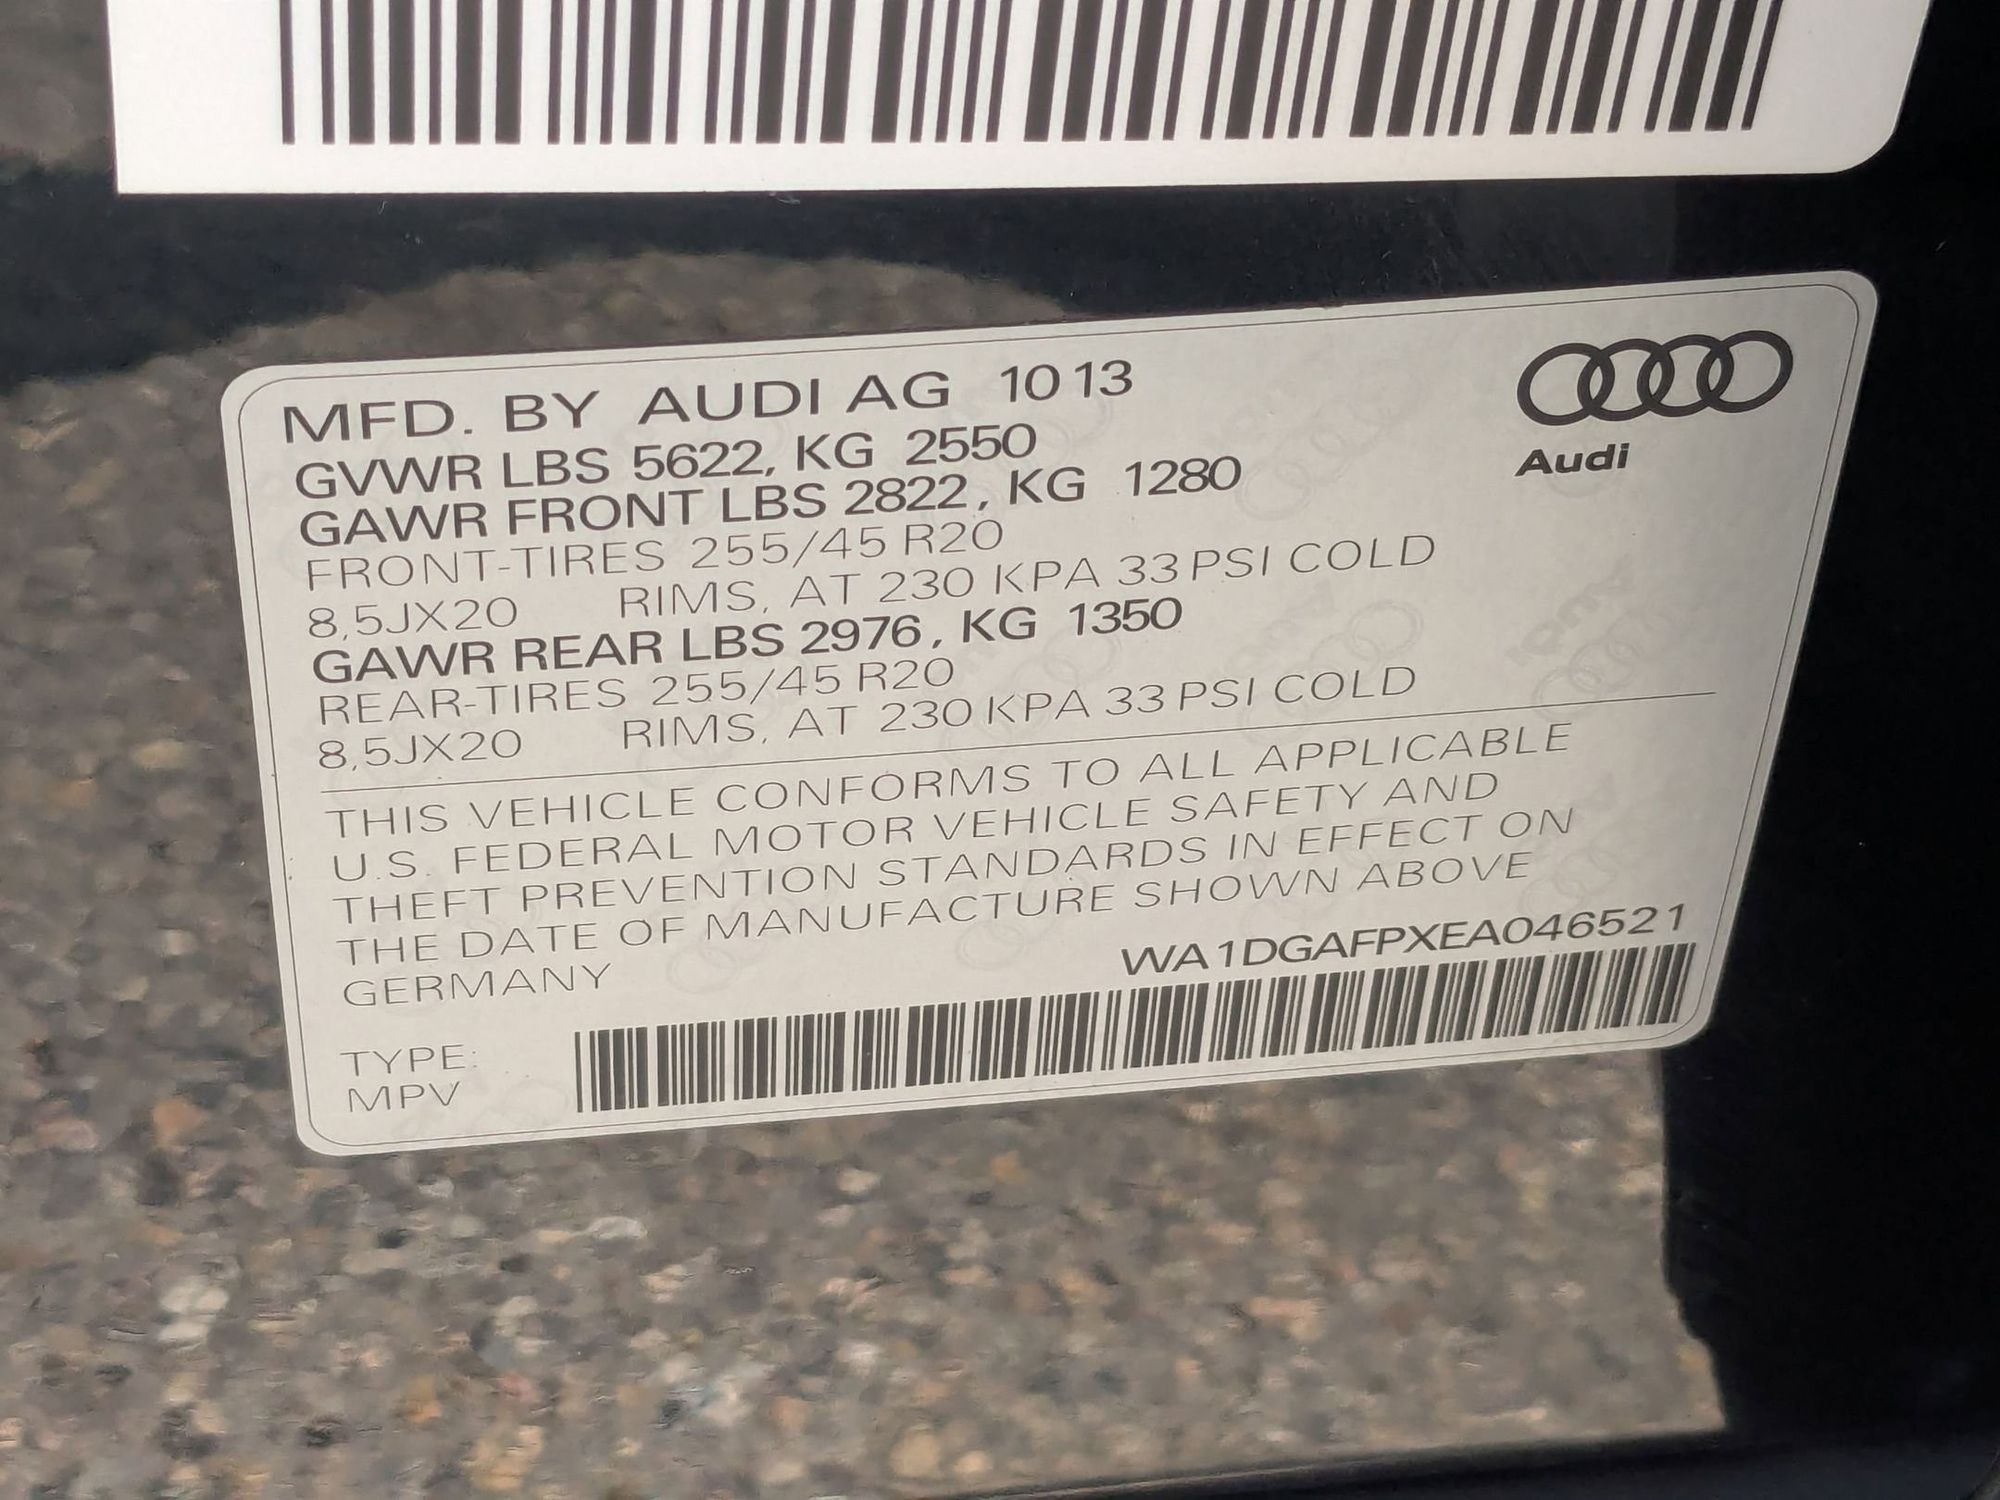 MFD. BY AUDI AG 10 13
GVWR LBS 5622, KG 2550
GAWR FRONT LBS 2822, KG 1280
FRONT-TIRES 255/45 R20
8,5JX20 RIMS, AT 230 KPA 33 PSI COLD
GAWR REAR LBS 2976, KG 1350
REAR-TIRES 255/45 R20
8,5JX20 RIMS, AT 230 KPA 33 PSI COLD
Audi
THIS VEHICLE CONFORMS TO ALL APPLICABLE
U.S. FEDERAL MOTOR VEHICLE SAFETY AND
THEFT PREVENTION STANDARDS IN EFFECT ON
THE DATE OF MANUFACTURE SHOWN ABOVE
GERMANY
WA1DGAFPXEA046521
TYPE:
MPV